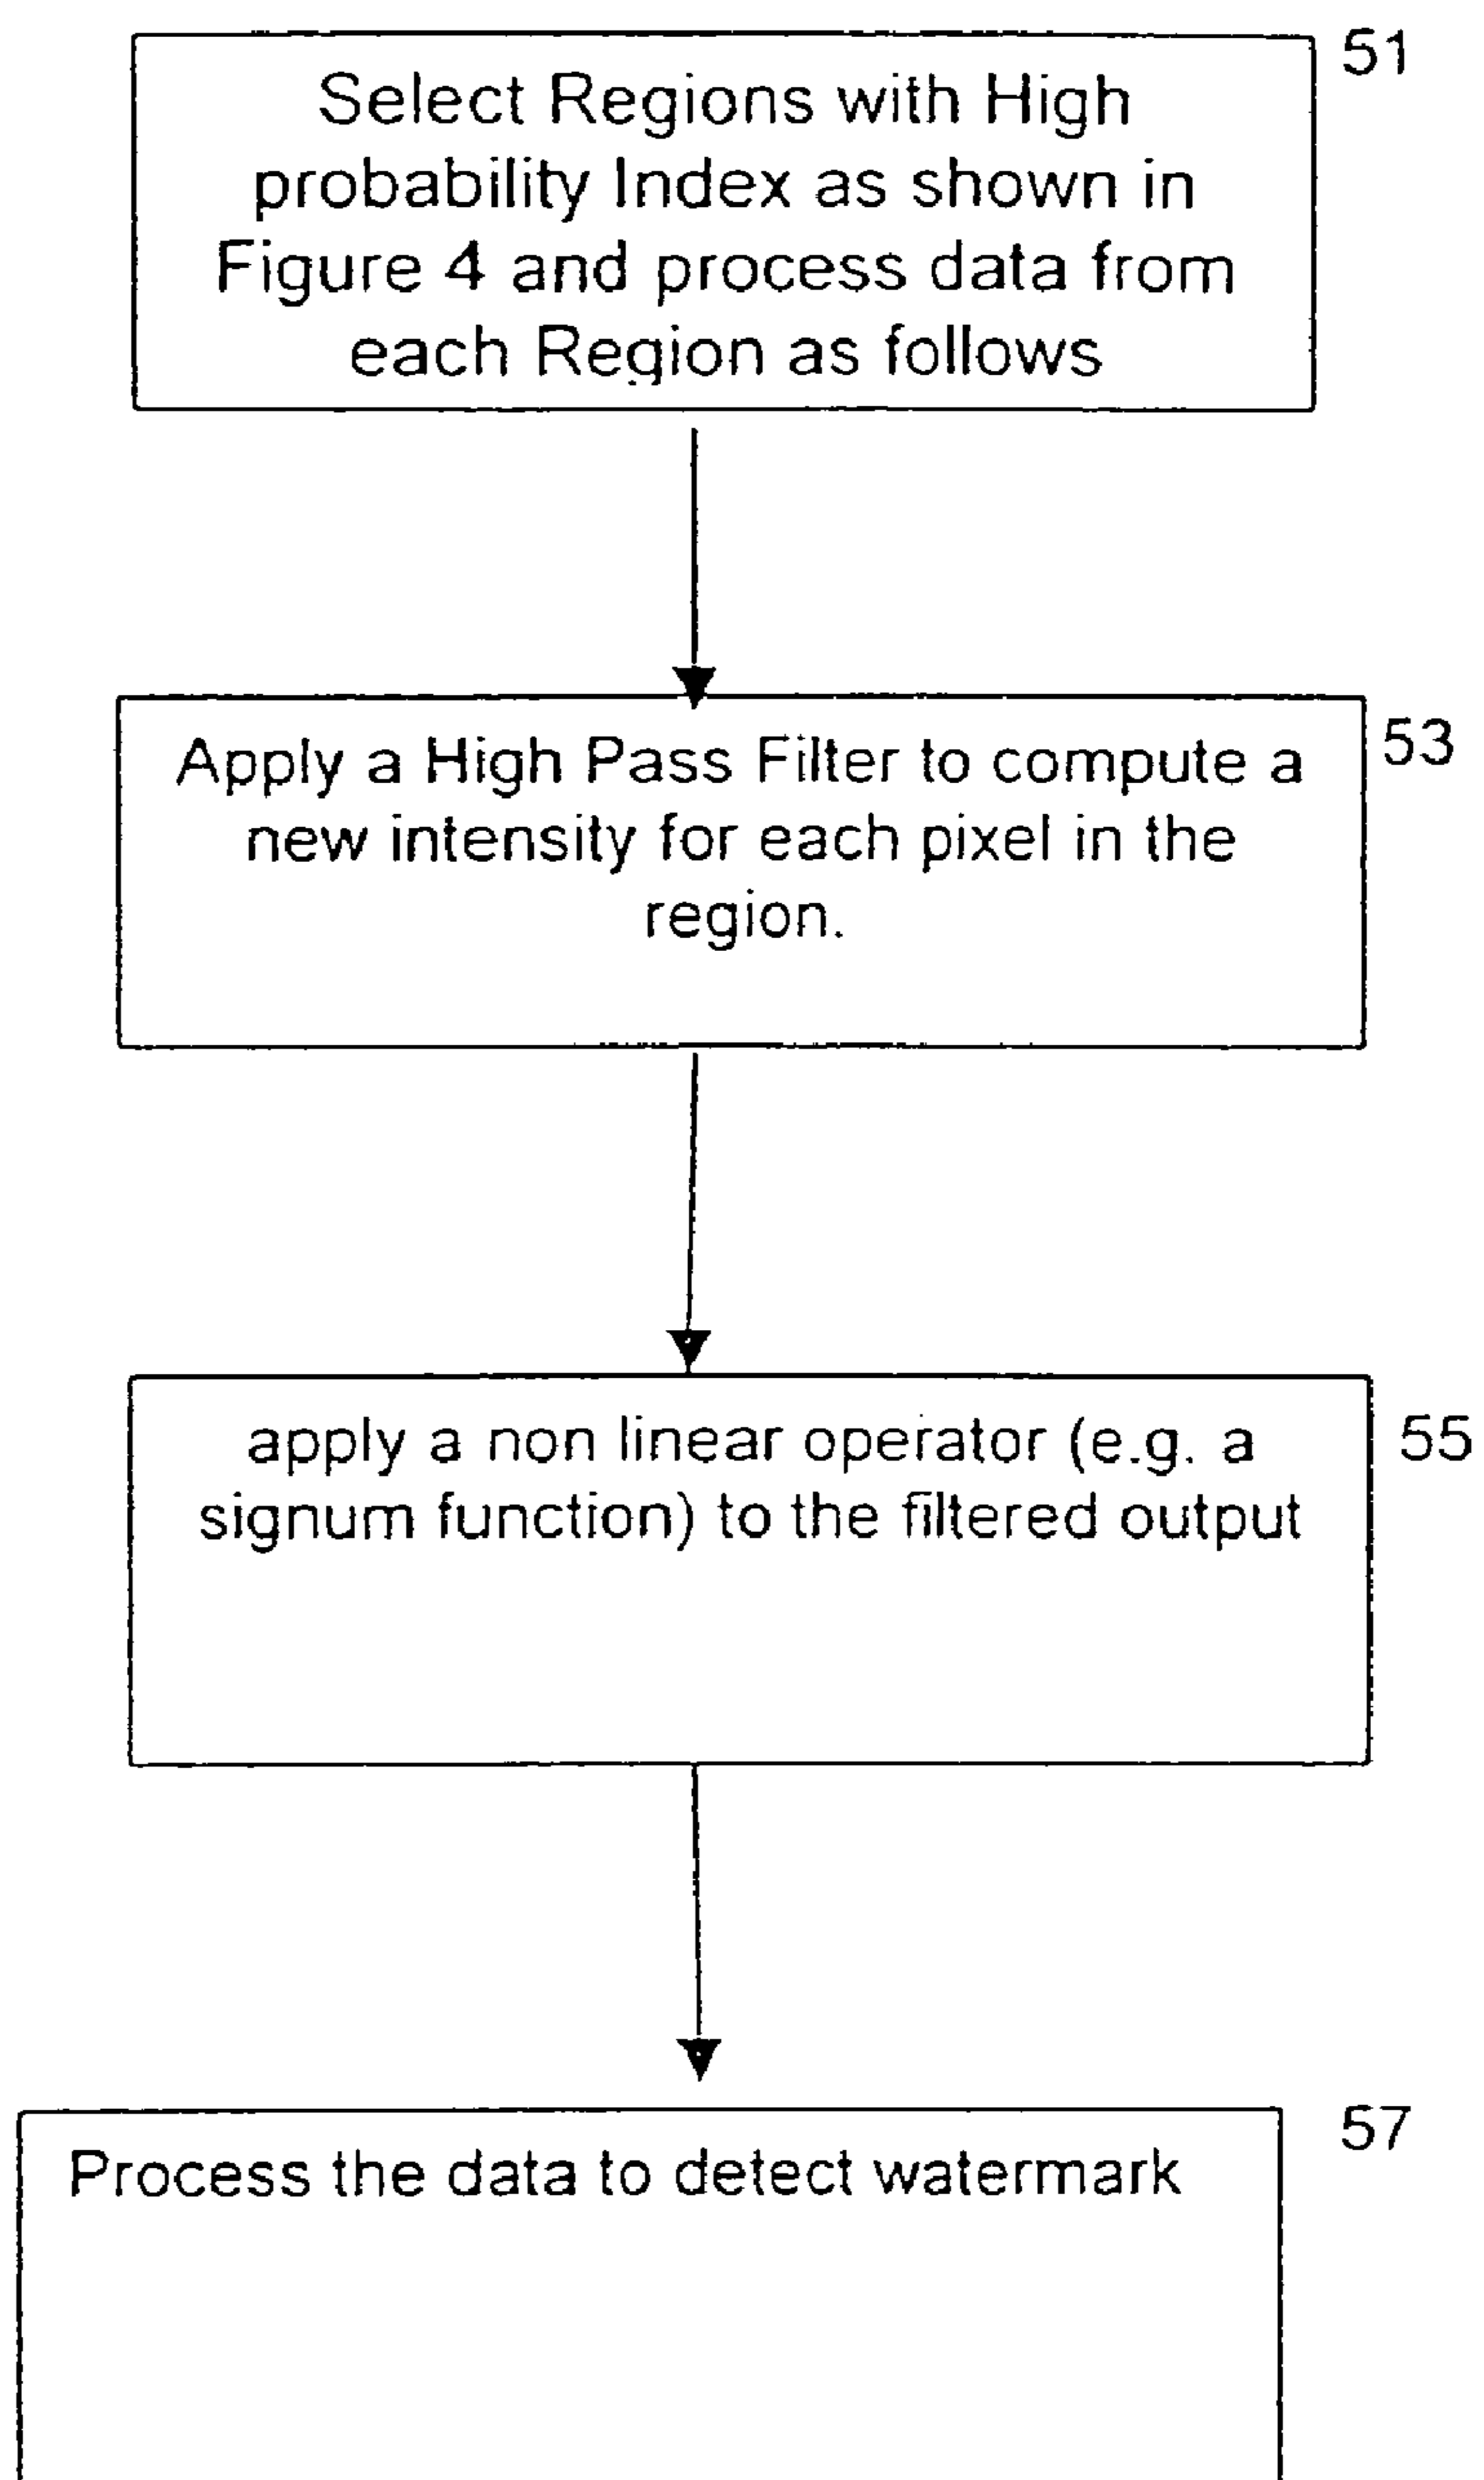 51
Select Regions with High
probability Index as shown in
Figure 4 and process data from
each Region as follows
53
Apply a High Pass Filter to compute a
new intensity for each pixel in the
region.
55
apply a non linear operator (e.g. a
signum function) to the filtered output
57
Process the data to detect watermark